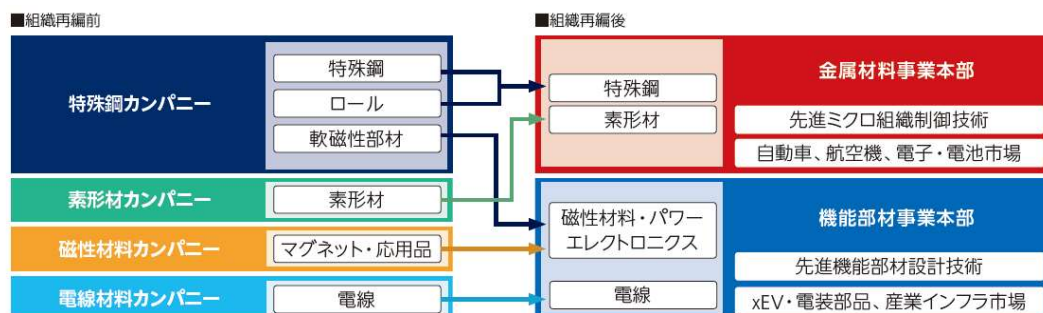 ■組織再編前
特殊鋼カンパニー
特殊鋼
ロール
軟磁性部材
素形材カンパニー
素形材
磁性材料カンパニー
マグネット・応用品
電線材料カンパニー
電線
■組織再編後
特殊鋼
素形材
金属材料事業本部
先進ミクロ組織制御技術
自動車、航空機、電子・電池市場
磁性材料・パワー
エレクトロニクス
電線
機能部材事業本部
先進機能部材設計技術
xEV・電装部品、産業インフラ市場